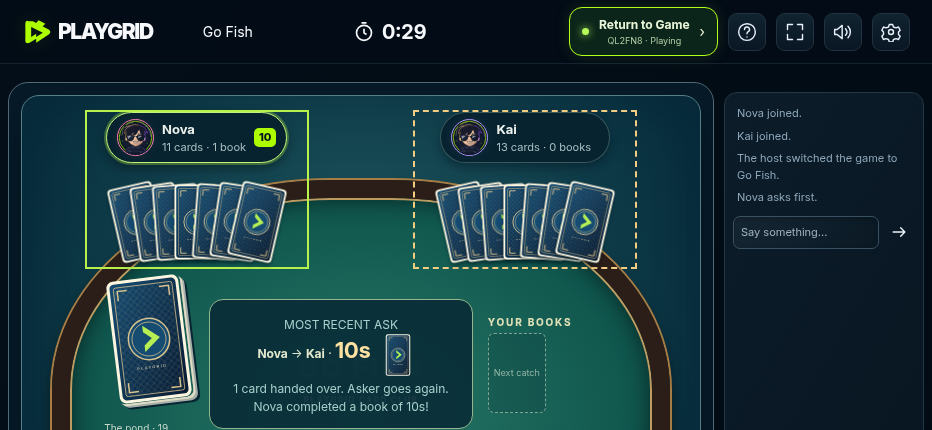 PLAYGRID
Go Fish
0:29
Return to Game
QL2FN8 · Playing
Nova
11 cards · 1 book
10
Kai
13 cards · 0 books
MOST RECENT ASK
Nova → Kai · 10s
1 card handed over. Asker goes again.
Nova completed a book of 10s!
YOUR BOOKS
Next catch
PLAYGRID
The pond · 19
Nova joined.
Kai joined.
The host switched the game to
Go Fish.
Nova asks first.
Say something...